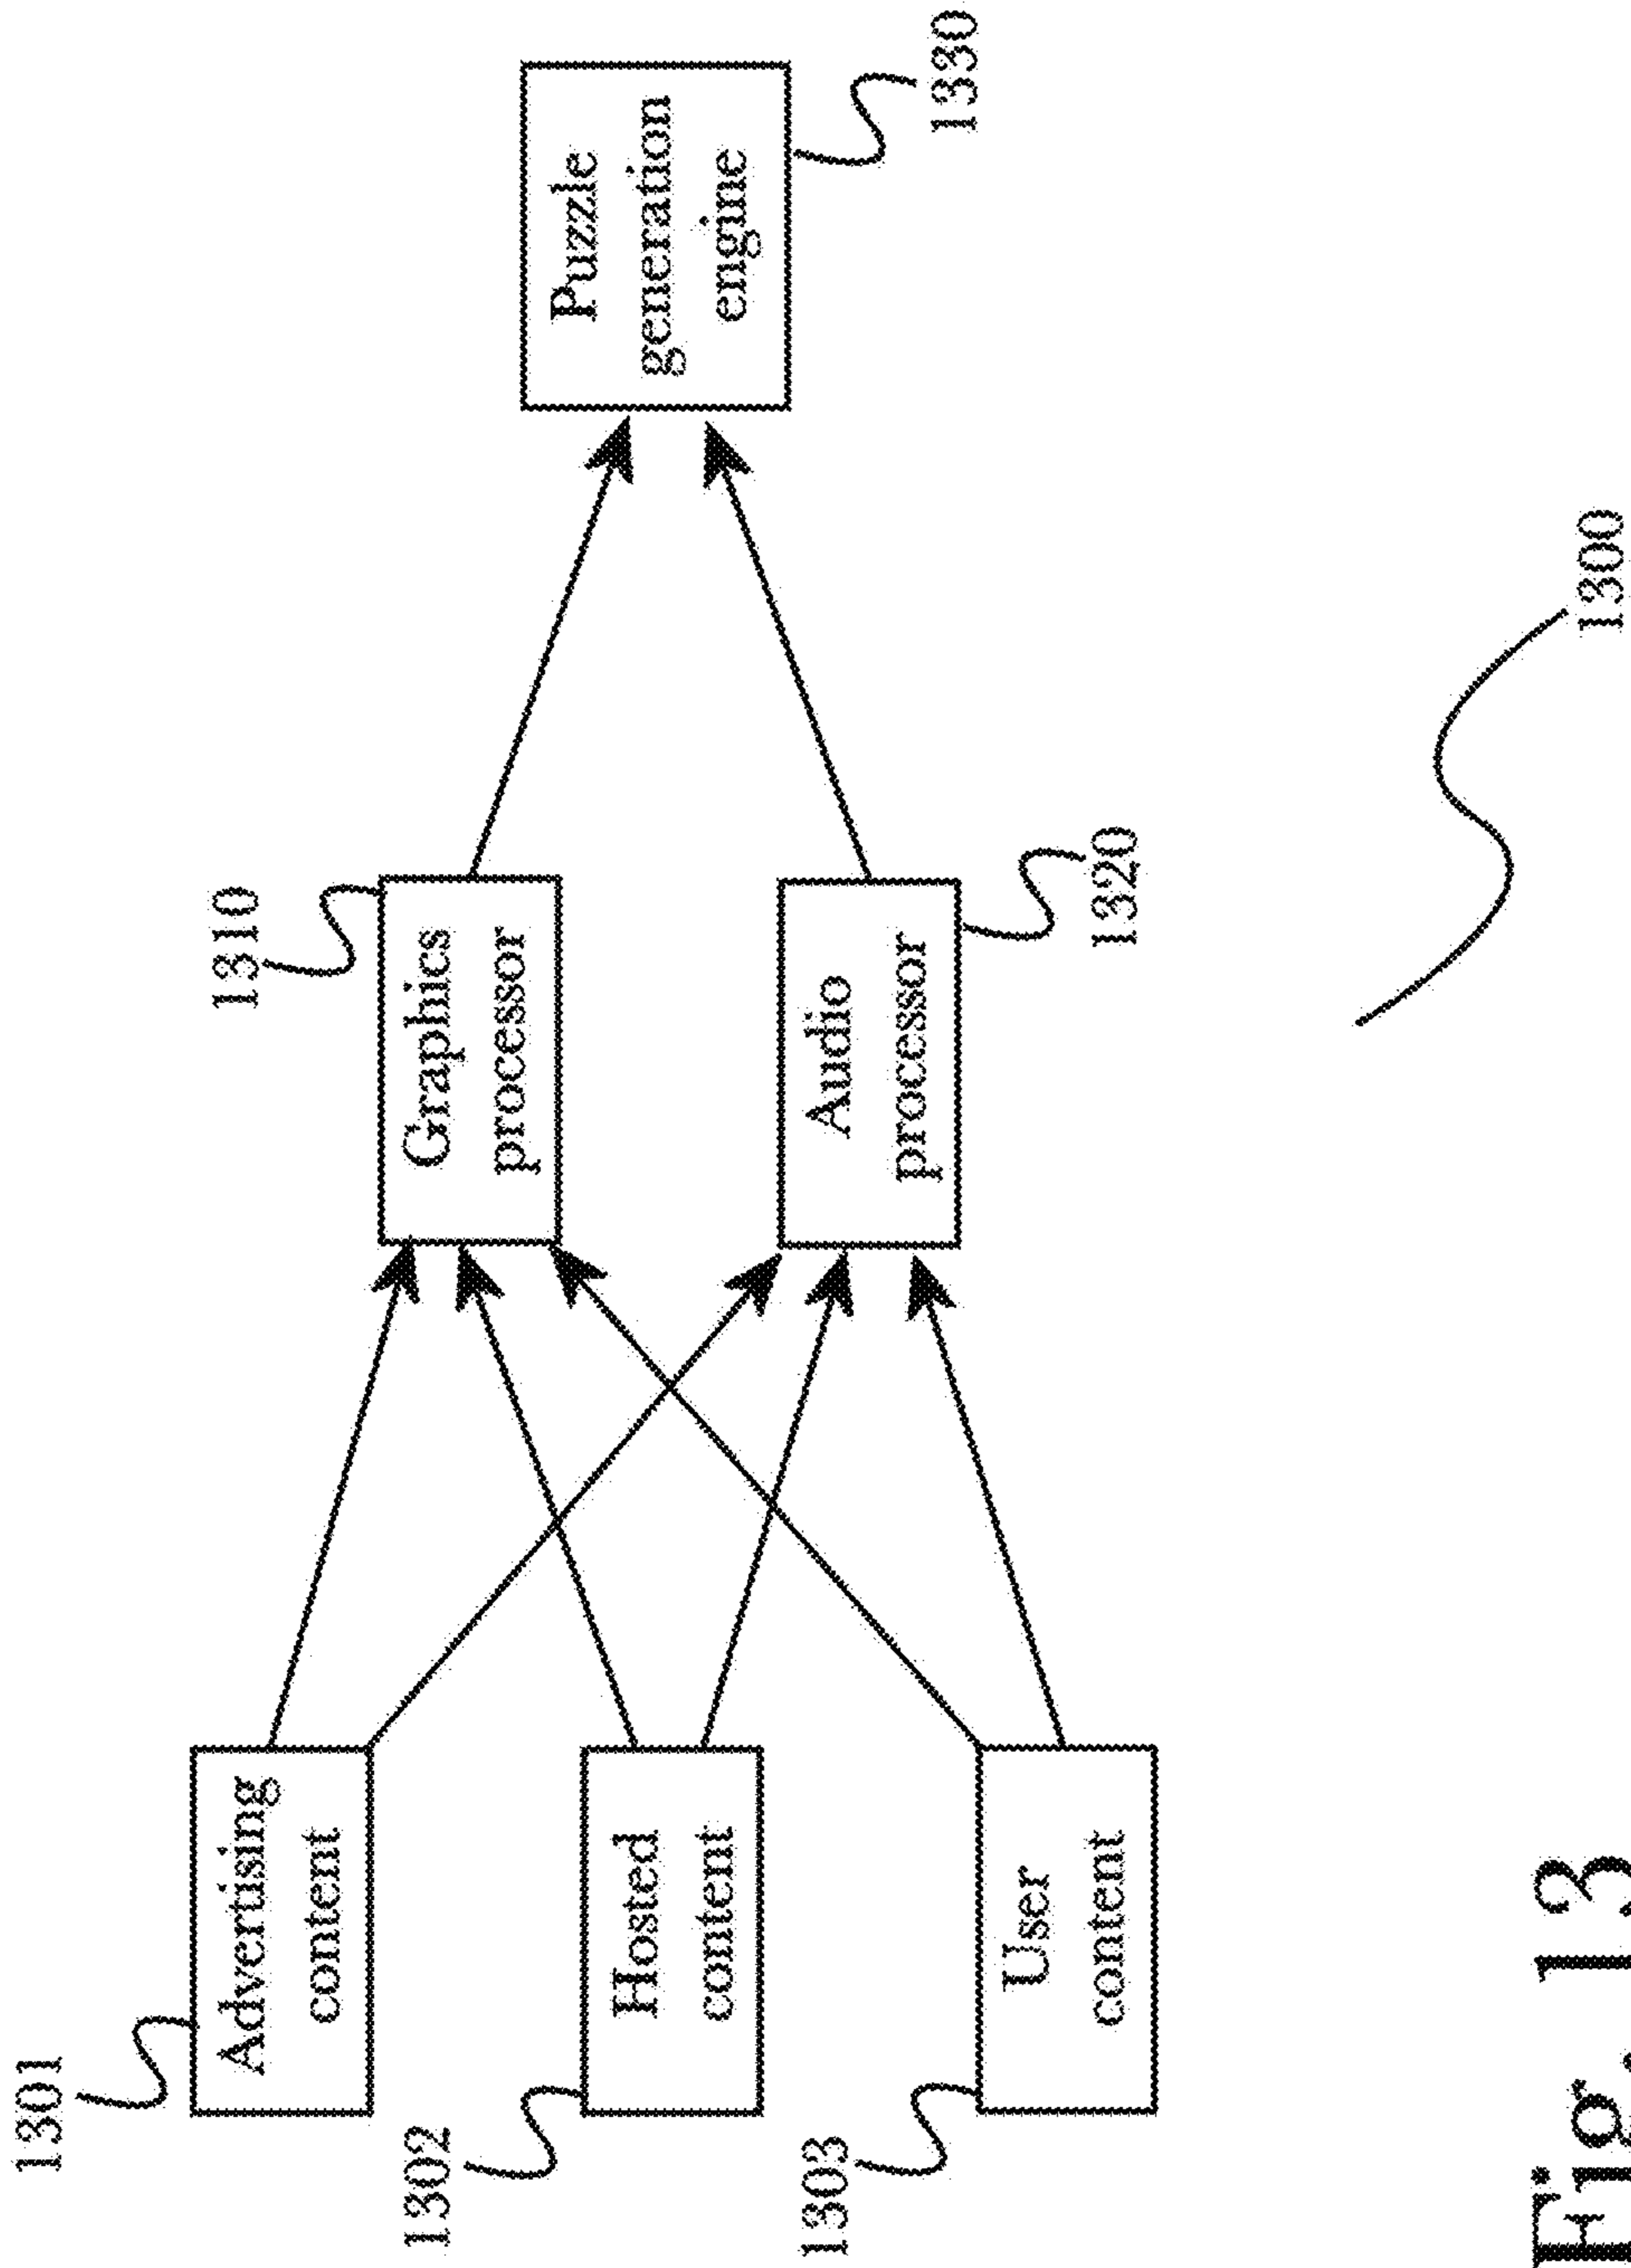 1301
Advertising
content
1302
Hosted
content
1303
User
content
1310
Graphics
processor
Audio
processor
1320
Puzzle
generation
engine
1330
1300
Fig. 13